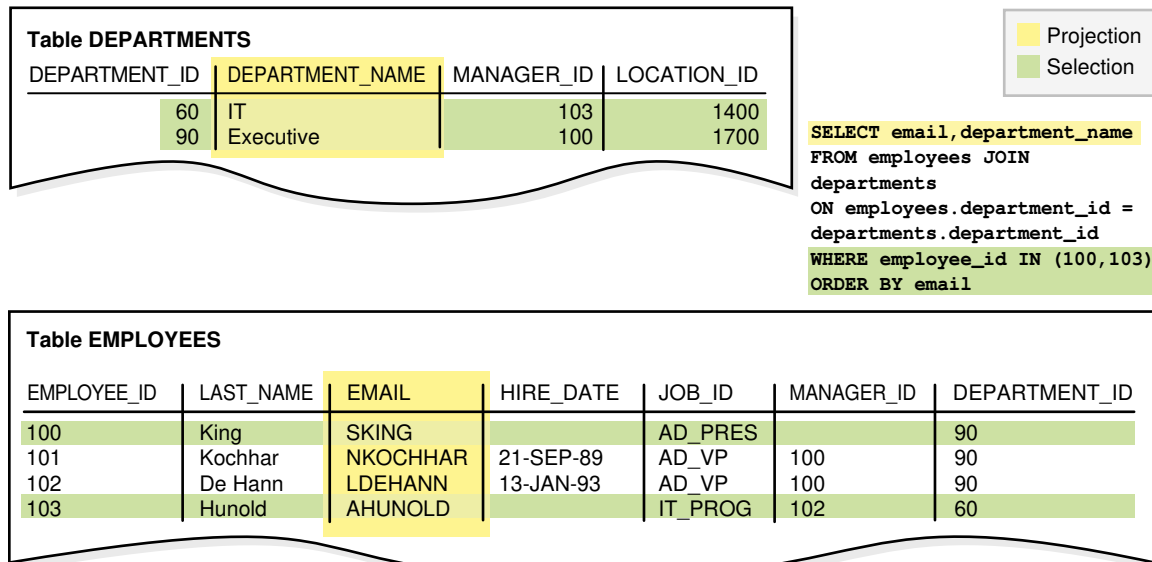 Table DEPARTMENTS
DEPARTMENT_ID DEPARTMENT_NAME MANAGER_ID LOCATION_ID
60 IT 103 1400
90 Executive 100 1700
Projection
Selection
SELECT email,department_name
FROM employees JOIN
departments
ON employees.department_id =
departments.department_id
WHERE employee_id IN (100,103)
ORDER BY email
Table EMPLOYEES
EMPLOYEE_ID LAST_NAME EMAIL HIRE_DATE JOB_ID MANAGER_ID DEPARTMENT_ID
100 King SKING AD_PRES 90
101 Kochhar NKOCHHAR 21-SEP-89 AD_VP 100 90
102 De Hann LDEHANN 13-JAN-93 AD_VP 100 90
103 Hunold AHUNOLD IT_PROG 102 60